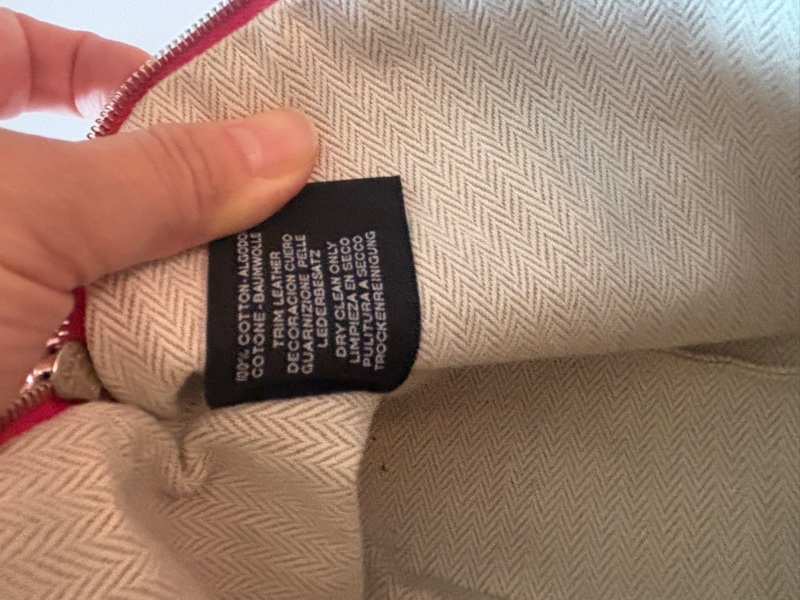 100% COTTON-ALGODO
COTONE-BAUMWOLLE
TRIM LEATHER
DECORACION CUERO
GUARNIZIONE PELLE
LEDERBESATZ
DRY CLEAN ONLY
LIMPIEZA EN SECO
PULITURA A SECCO
TROCKENREINIGUNG